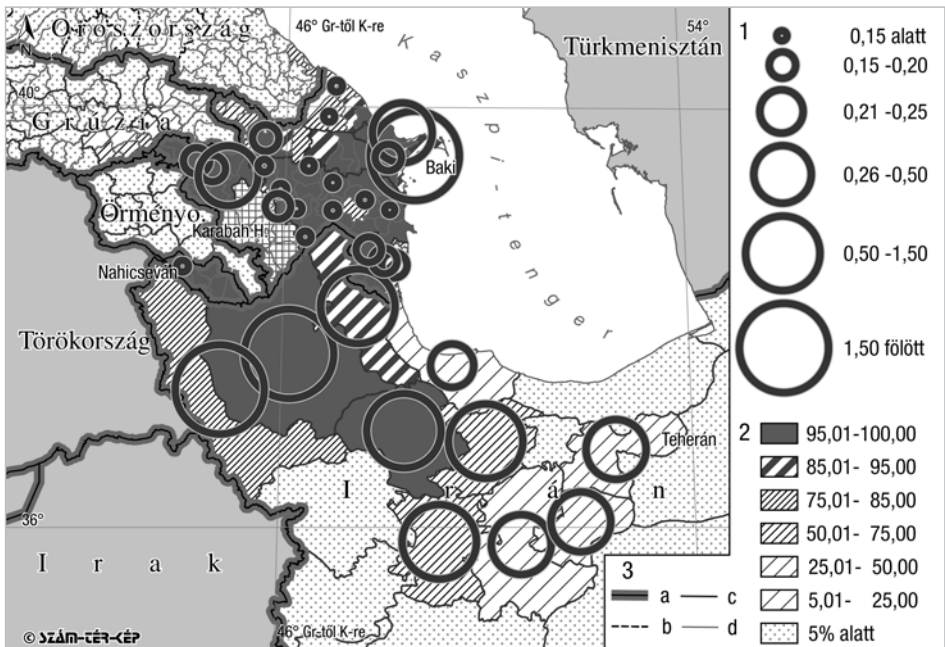 Oroszország
N
46° Gr-től K-re
54°
Türkmenisztán
Kaszpi-tenger
40°
Grúzia
Baki
Örményo.
Karabah-H.
Nahicseván
Törökország
Teherán
Irán
36°
Irak
46° Gr-től K-re
© SZÁM-TÉR-KÉP
1
0,15 alatt
0,15 -0,20
0,21 -0,25
0,26 -0,50
0,50 -1,50
1,50 fölött
2
95,01-100,00
85,01- 95,00
75,01- 85,00
50,01- 75,00
25,01- 50,00
5,01- 25,00
5% alatt
3
a
c
b
d